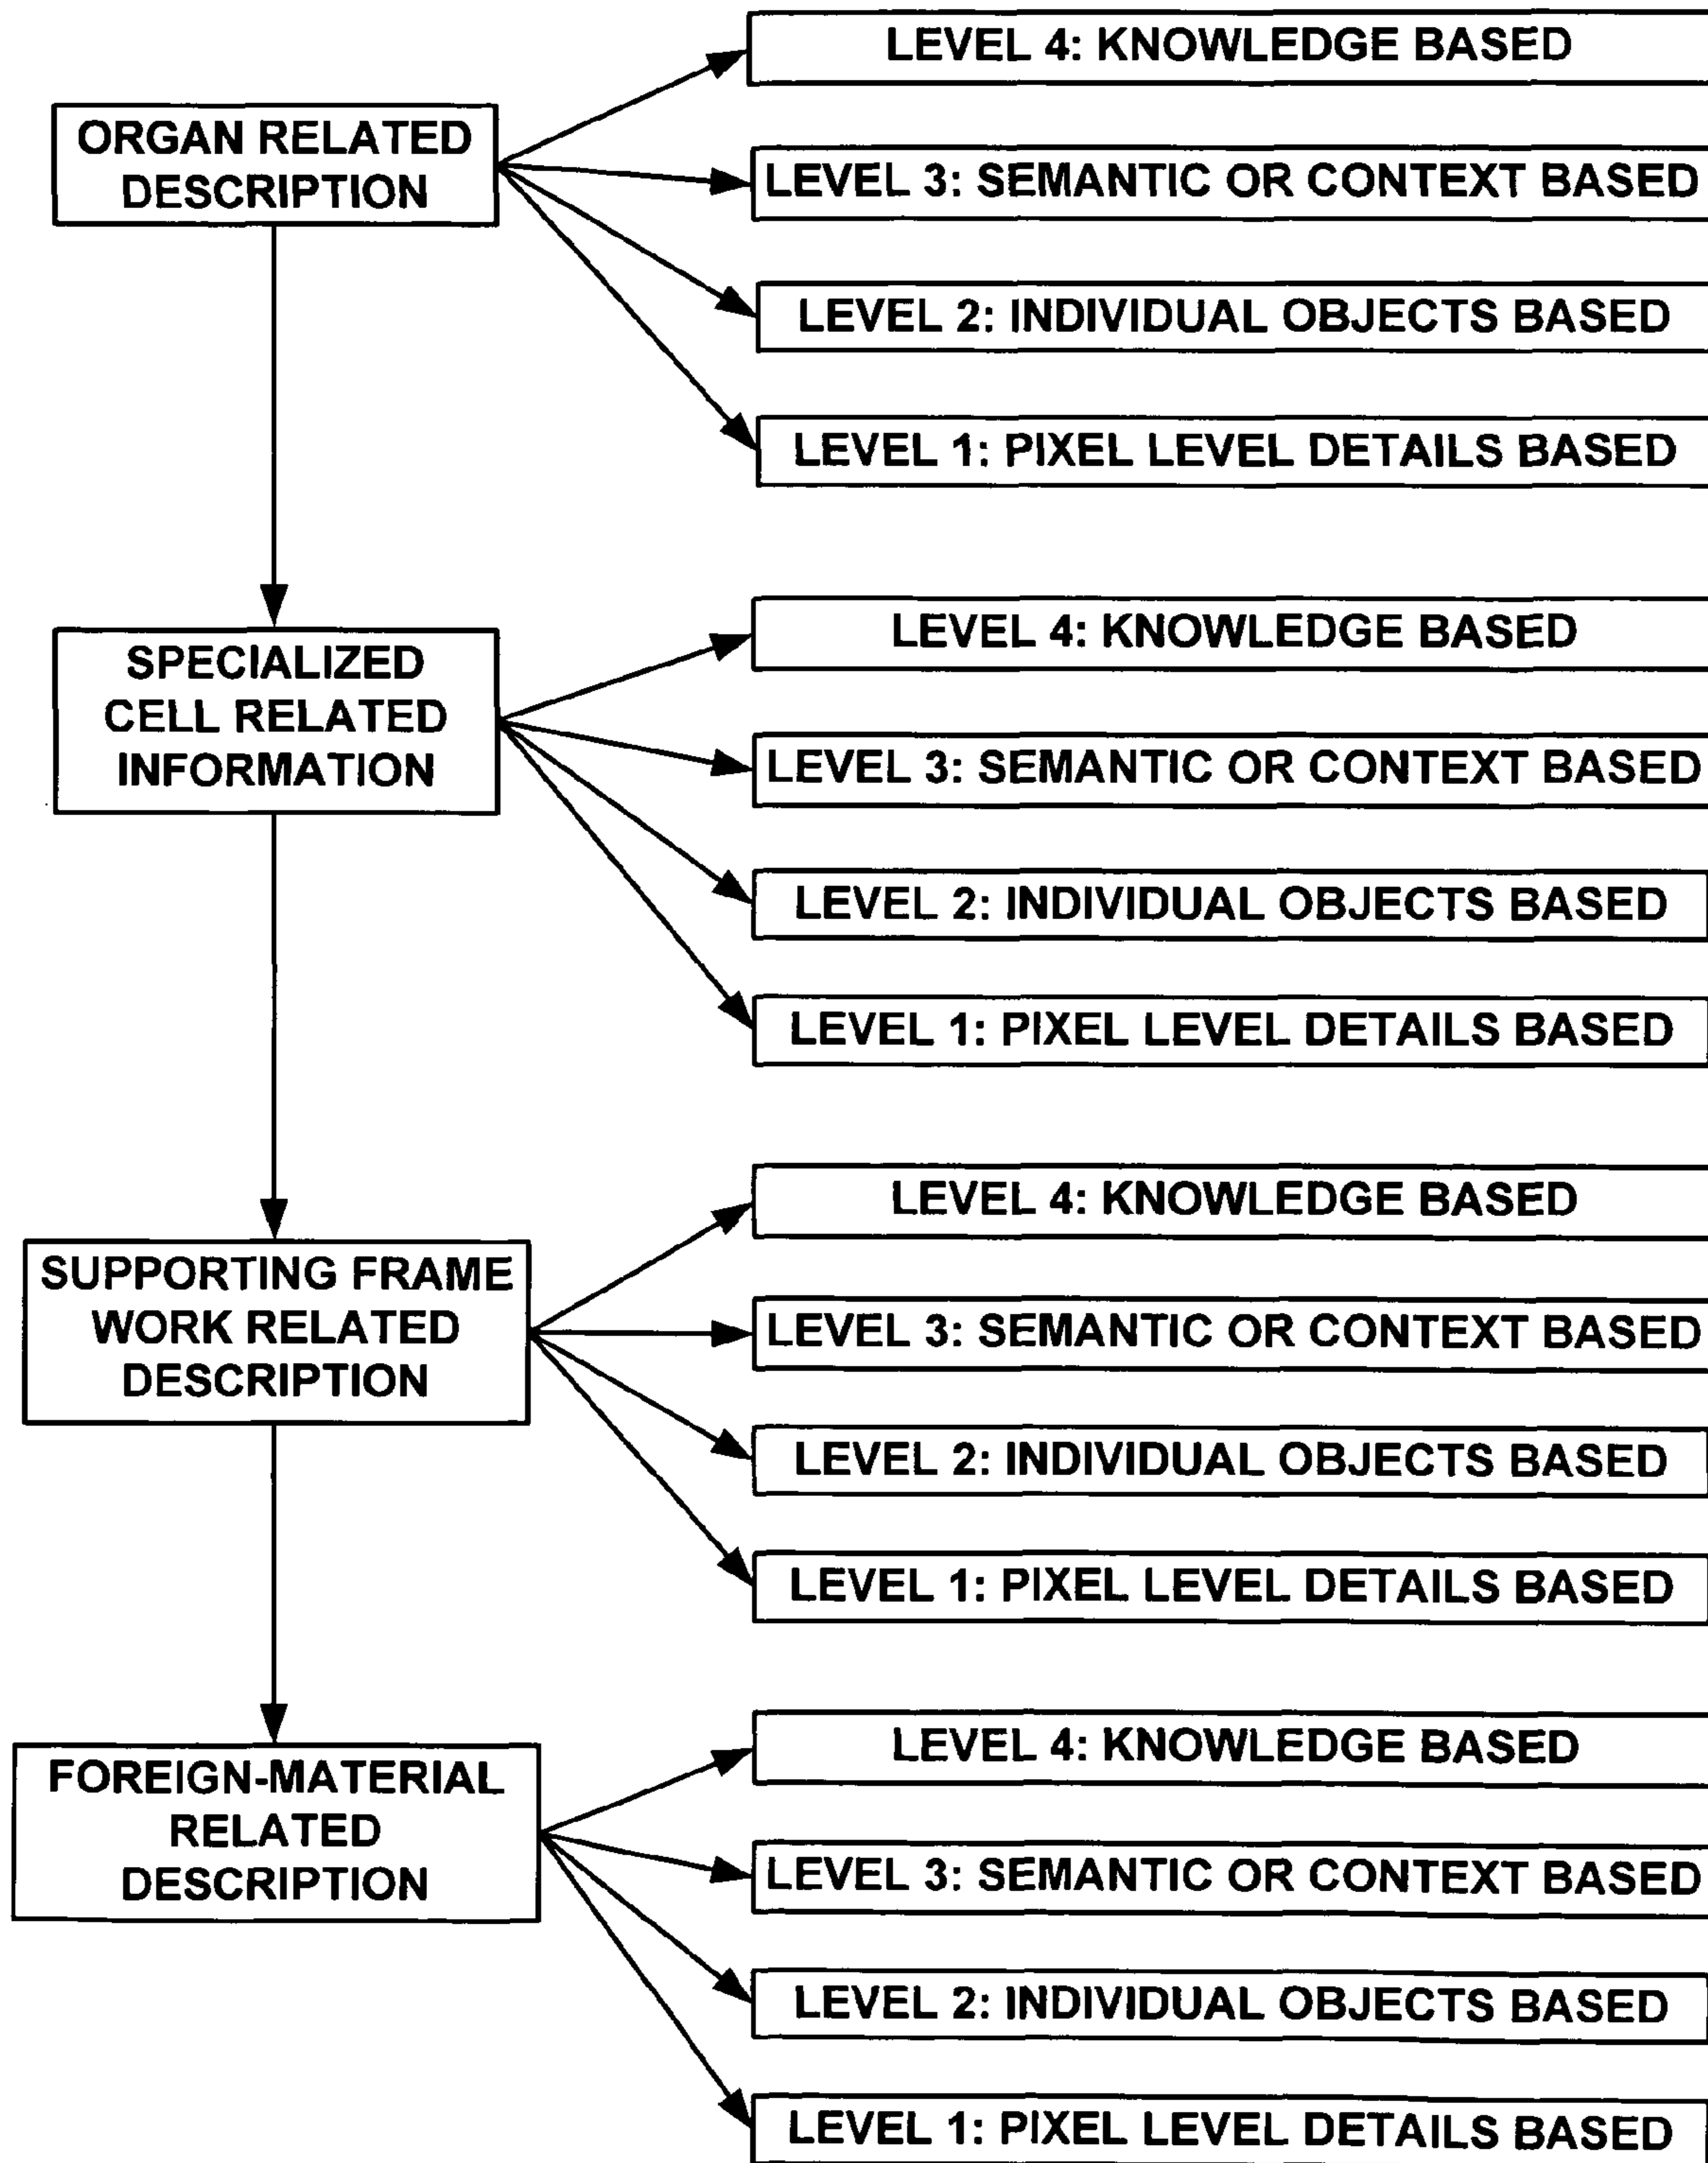 ORGAN RELATED
DESCRIPTION
LEVEL 4: KNOWLEDGE BASED
LEVEL 3: SEMANTIC OR CONTEXT BASED
LEVEL 2: INDIVIDUAL OBJECTS BASED
LEVEL 1: PIXEL LEVEL DETAILS BASED
SPECIALIZED
CELL RELATED
INFORMATION
LEVEL 4: KNOWLEDGE BASED
LEVEL 3: SEMANTIC OR CONTEXT BASED
LEVEL 2: INDIVIDUAL OBJECTS BASED
LEVEL 1: PIXEL LEVEL DETAILS BASED
SUPPORTING FRAME
WORK RELATED
DESCRIPTION
LEVEL 4: KNOWLEDGE BASED
LEVEL 3: SEMANTIC OR CONTEXT BASED
LEVEL 2: INDIVIDUAL OBJECTS BASED
LEVEL 1: PIXEL LEVEL DETAILS BASED
FOREIGN-MATERIAL
RELATED
DESCRIPTION
LEVEL 4: KNOWLEDGE BASED
LEVEL 3: SEMANTIC OR CONTEXT BASED
LEVEL 2: INDIVIDUAL OBJECTS BASED
LEVEL 1: PIXEL LEVEL DETAILS BASED